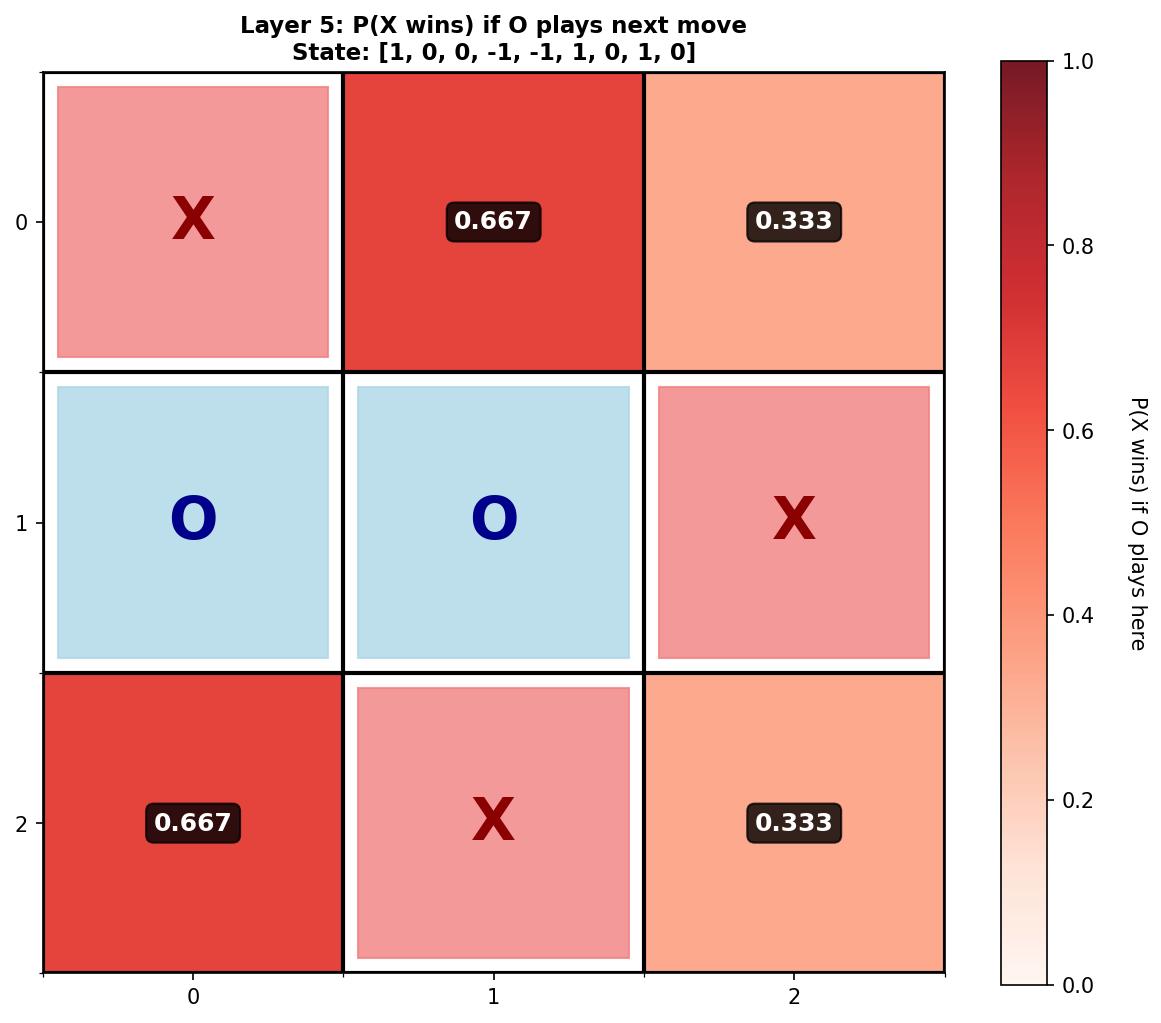 Layer 5: P(X wins) if O plays next move
State: [1, 0, 0, -1, -1, 1, 0, 1, 0]
0
X
0.667
0.333
1
O
O
X
2
0.667
X
0.333
0
1
2
1.0
0.8
0.6
0.4
0.2
0.0
P(X wins) if O plays here